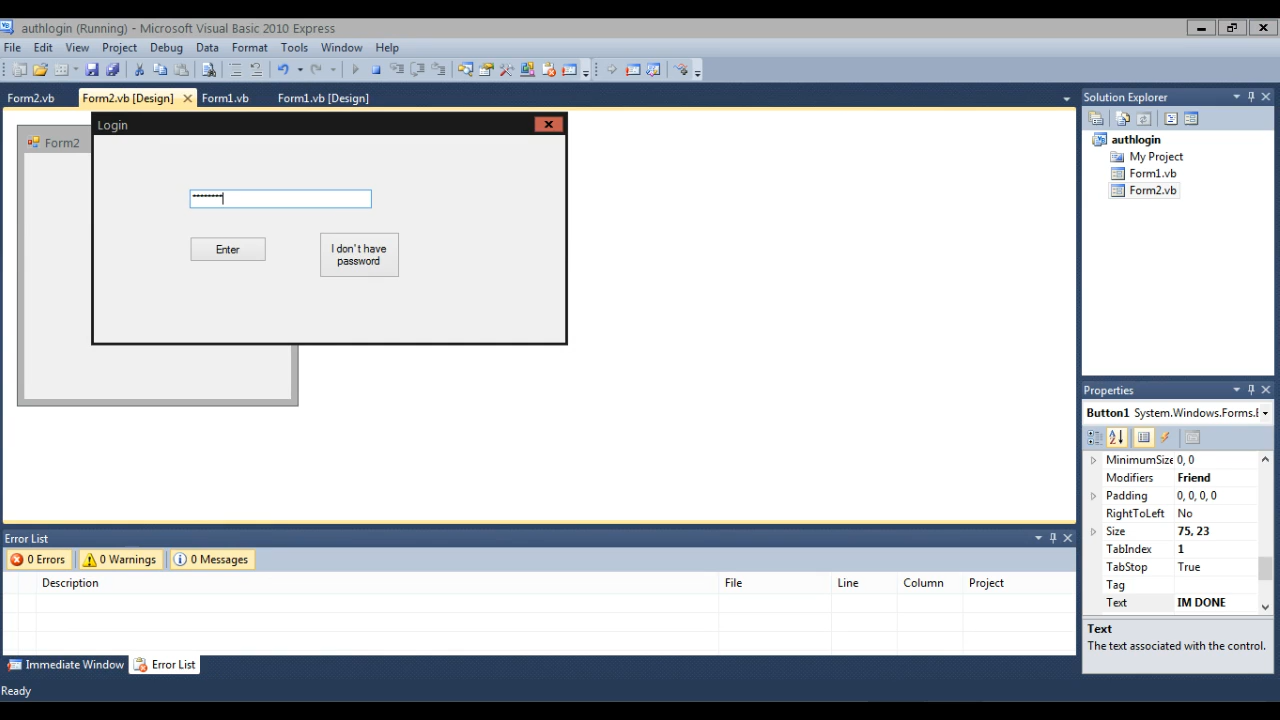 authlogin (Running) - Microsoft Visual Basic 2010 Express
File Edit View Project Debug Data Format Tools Window Help
Form2.vb Form2.vb [Design] Form1.vb Form1.vb [Design]
Solution Explorer
Login
Form2
authlogin
My Project
Form1.vb
Form2.vb
********
Enter
I don't have
password
Properties
Button1 System.Windows.Forms.
MinimumSize 0, 0
Modifiers Friend
Padding 0, 0, 0, 0
RightToLeft No
Size 75, 23
TabIndex 1
TabStop True
Tag
Text IM DONE
Text
The text associated with the control.
Error List
0 Errors 0 Warnings 0 Messages
Description File Line Column Project
Immediate Window Error List
Ready